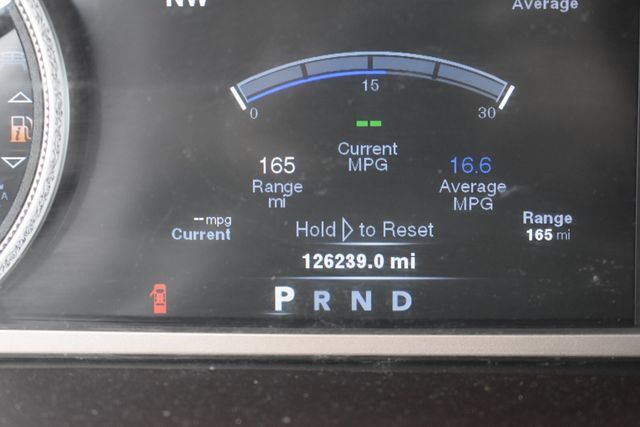 NW
Average
15
0
30
--
Current
MPG
165
Range
mi
16.6
Average
MPG
-- mpg
Current
Hold ▷ to Reset
Range
165 mi
126239.0 mi
P R N D